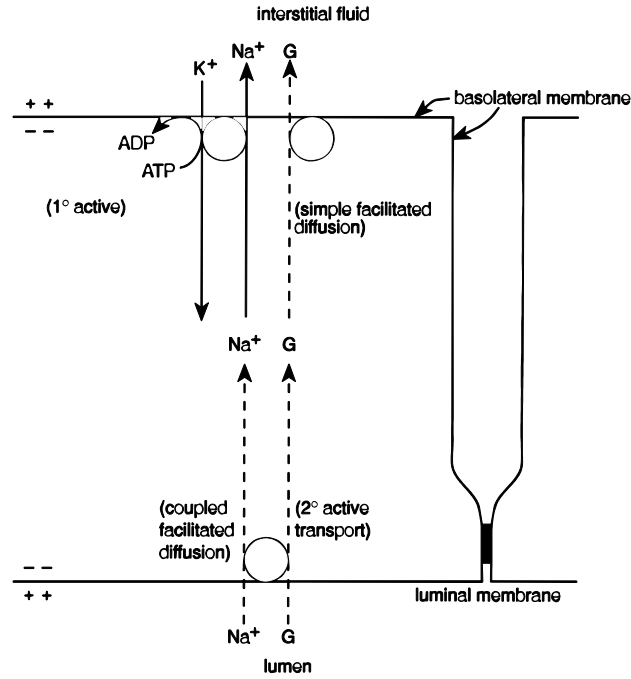 interstitial fluid
K+ Na+ G
+ +
– –
basolateral membrane
ADP
ATP
(1° active)
(simple facilitated
diffusion)
Na+ G
(coupled
facilitated
diffusion)
(2° active
transport)
– –
+ +
luminal membrane
Na+ G
lumen